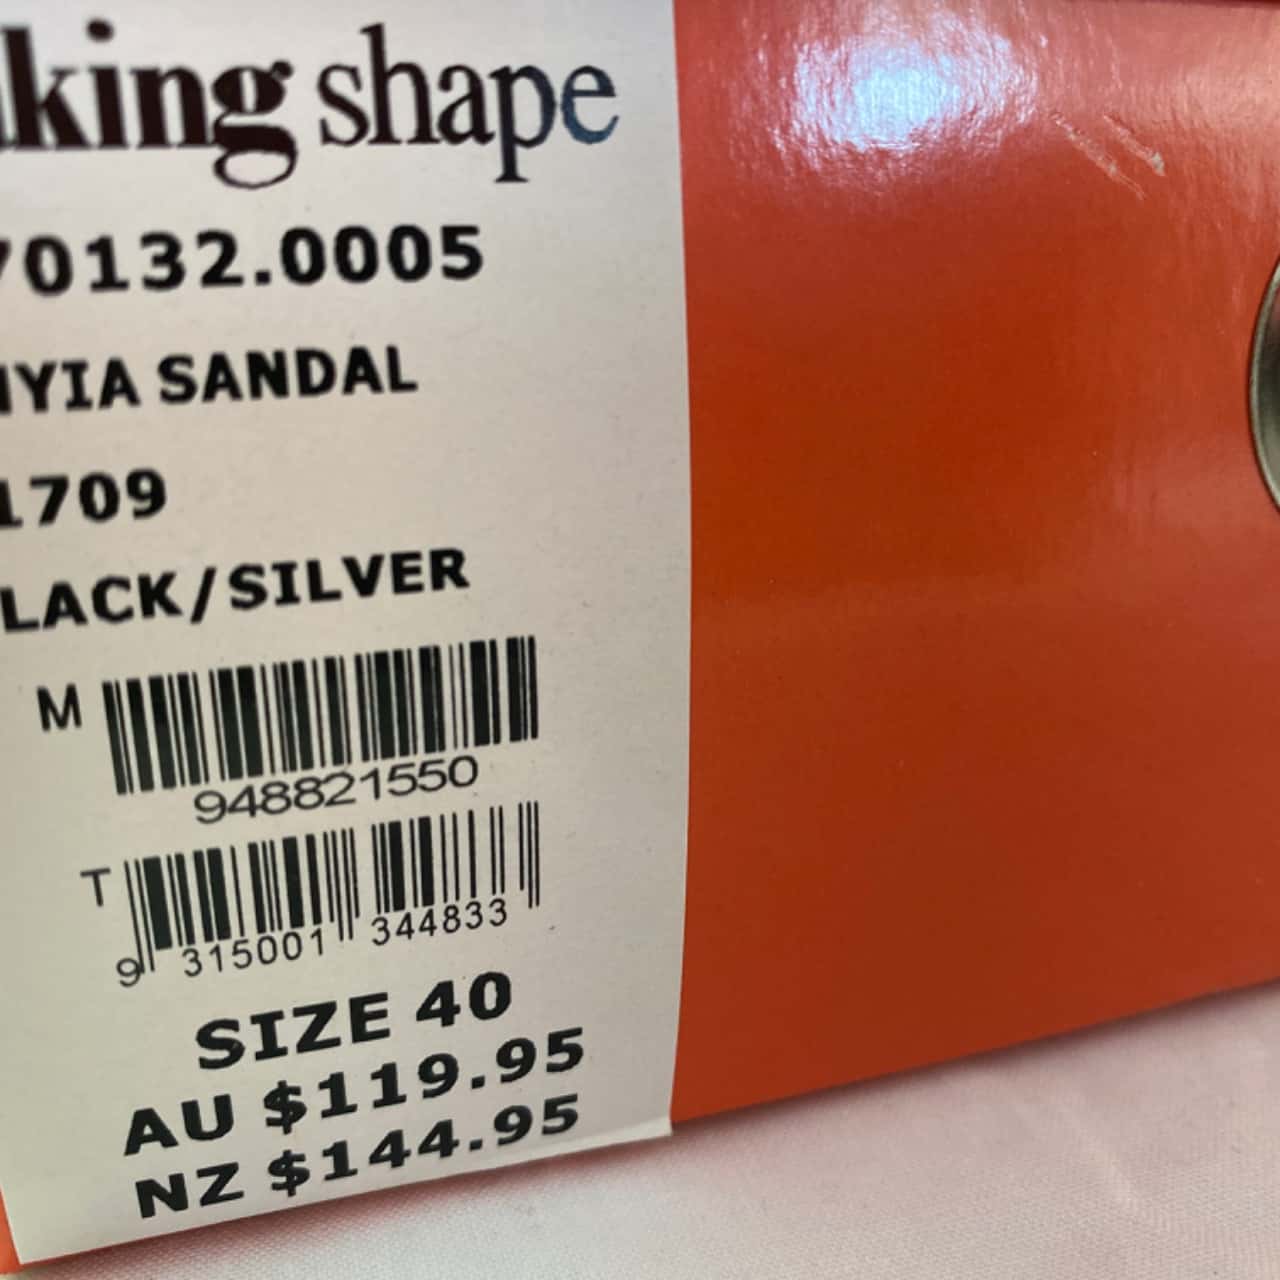 king shape
70132.0005
NYIA SANDAL
1709
LACK/SILVER
M
948821550
T
9 315001 344833
SIZE 40
AU $119.95
NZ $144.95